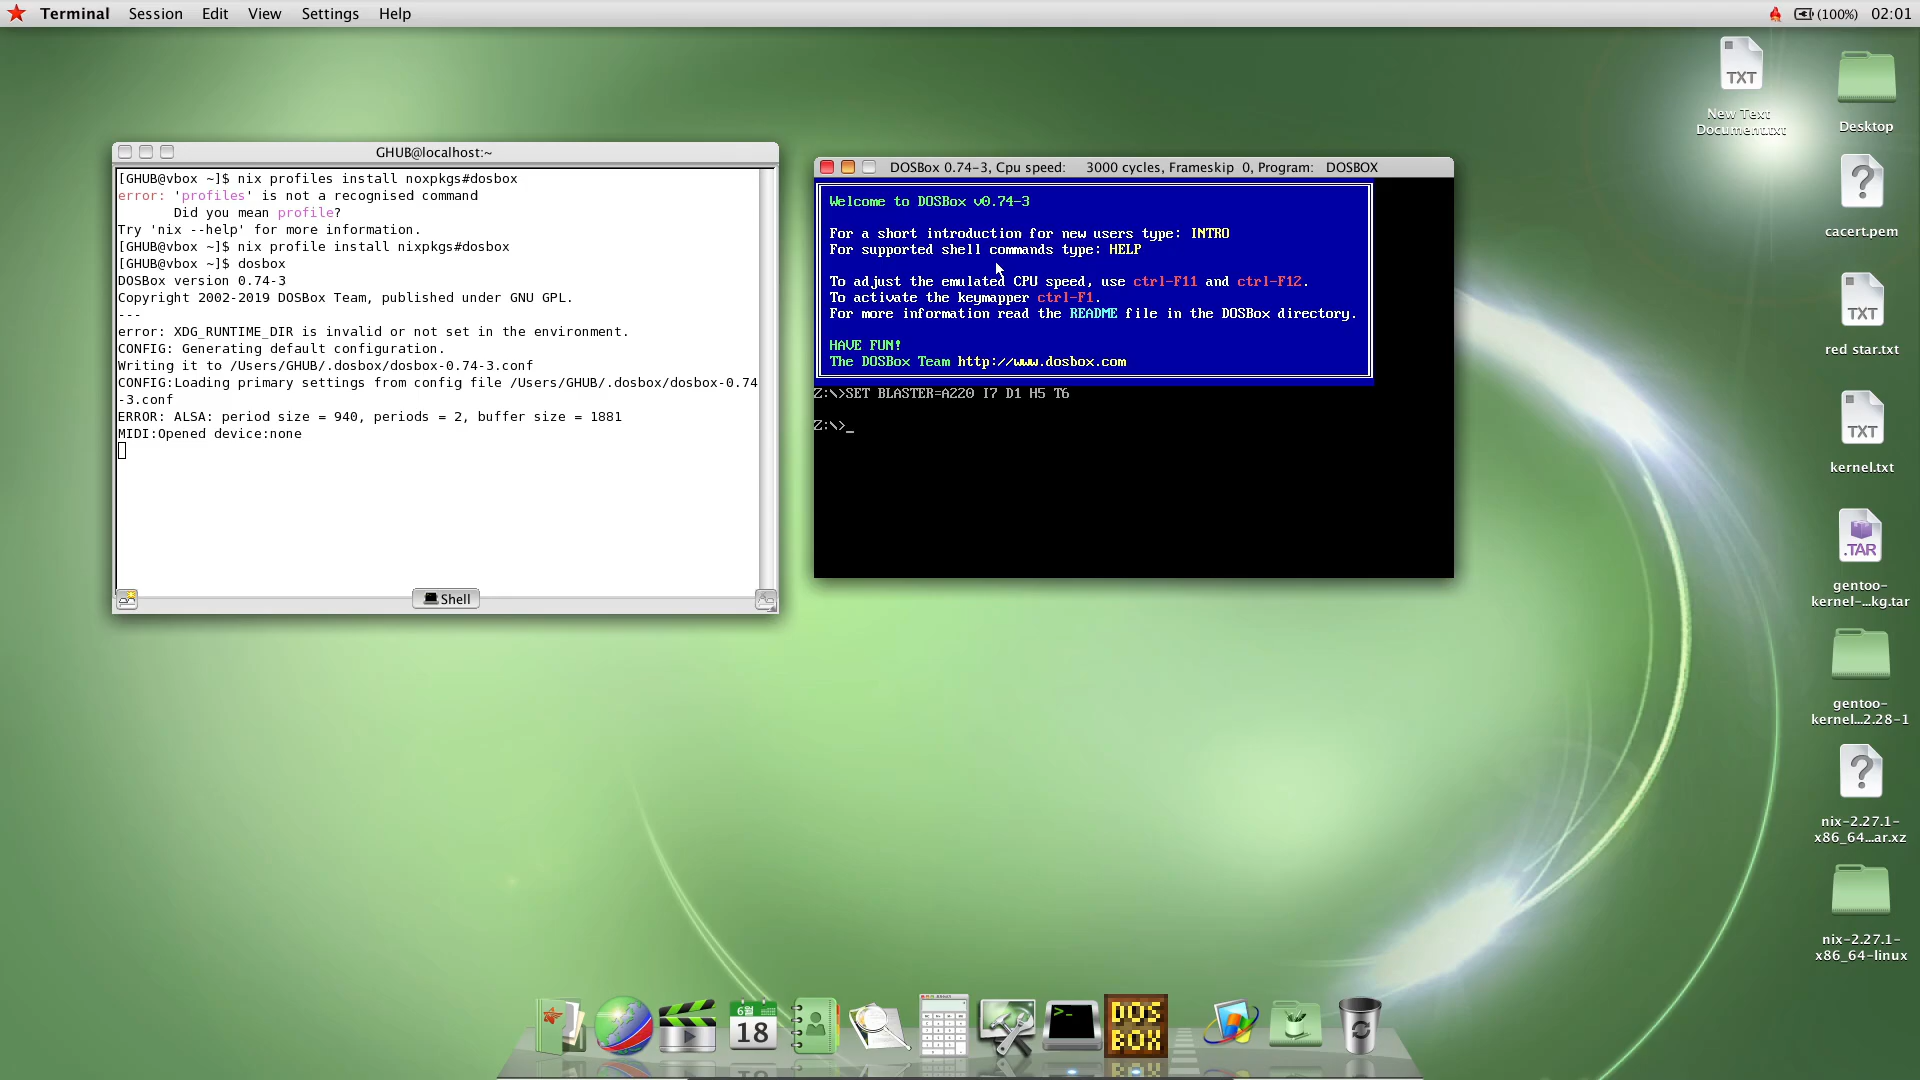 Terminal Session Edit View Settings Help
(100%) 02:01
GHUB@localhost:~
[GHUB@vbox ~]$ nix profiles install noxpkgs#dosbox
error: 'profiles' is not a recognised command
Did you mean profile?
Try 'nix --help' for more information.
[GHUB@vbox ~]$ nix profile install nixpkgs#dosbox
[GHUB@vbox ~]$ dosbox
DOSBox version 0.74-3
Copyright 2002-2019 DOSBox Team, published under GNU GPL.
---
error: XDG_RUNTIME_DIR is invalid or not set in the environment.
CONFIG: Generating default configuration.
Writing it to /Users/GHUB/.dosbox/dosbox-0.74-3.conf
CONFIG:Loading primary settings from config file /Users/GHUB/.dosbox/dosbox-0.74
-3.conf
ERROR: ALSA: period size = 940, periods = 2, buffer size = 1881
MIDI:Opened device:none
Shell
DOSBox 0.74-3, Cpu speed: 3000 cycles, Frameskip 0, Program: DOSBOX
Welcome to DOSBox v0.74-3
For a short introduction for new users type: INTRO
For supported shell commands type: HELP
To adjust the emulated CPU speed, use ctrl-F11 and ctrl-F12.
To activate the keymapper ctrl-F1.
For more information read the README file in the DOSBox directory.
HAVE FUN!
The DOSBox Team http://www.dosbox.com
Z:\>SET BLASTER=A220 I7 D1 H5 T6
Z:\>_
TXT
New Text
Document.txt
Desktop
?
cacert.pem
TXT
red star.txt
TXT
kernel.txt
.TAR
gentoo-
kernel-...kg.tar
gentoo-
kernel...2.28-1
?
nix-2.27.1-
x86_64...ar.xz
nix-2.27.1-
x86_64-linux
6월
18
>_
DOS
BOX